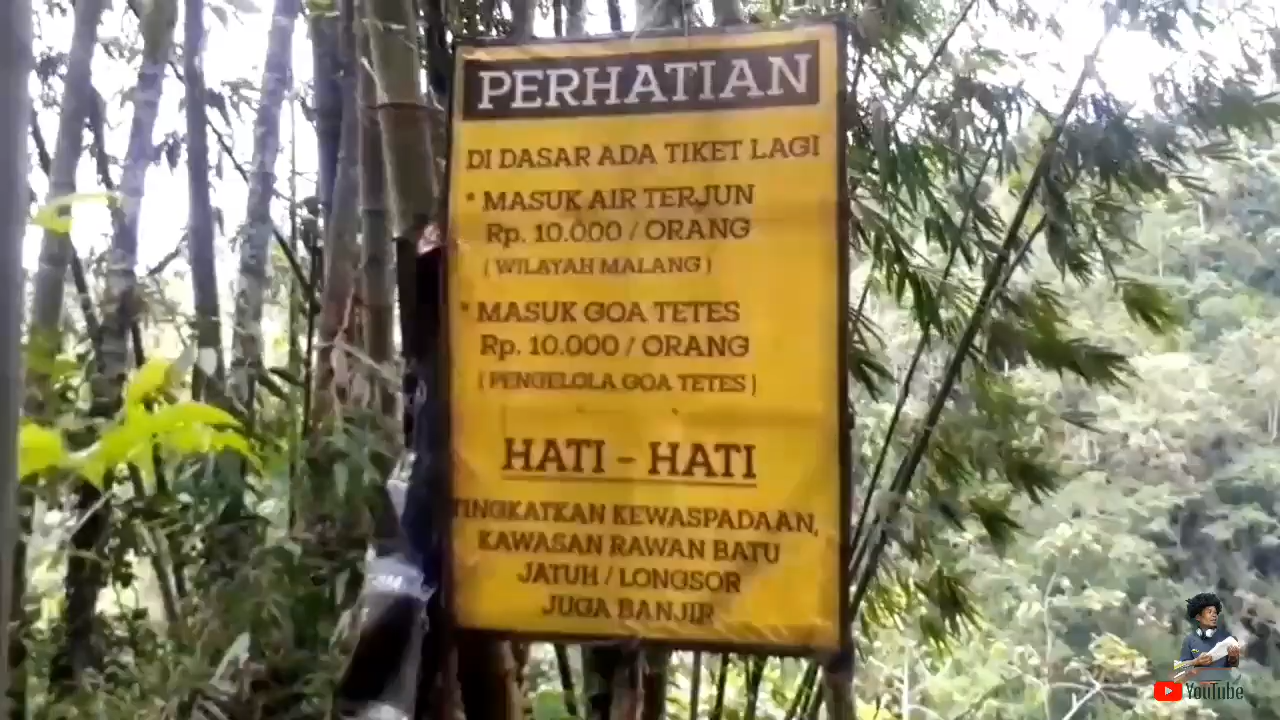 PERHATIAN
DI DASAR ADA TIKET LAGI
* MASUK AIR TERJUN
Rp. 10.000 / ORANG
( WILAYAH MALANG )
* MASUK GOA TETES
Rp. 10.000 / ORANG
( PENGELOLA GOA TETES )
HATI - HATI
TINGKATKAN KEWASPADAAN,
KAWASAN RAWAN BATU
JATUH / LONGSOR
JUGA BANJIR
YouTube